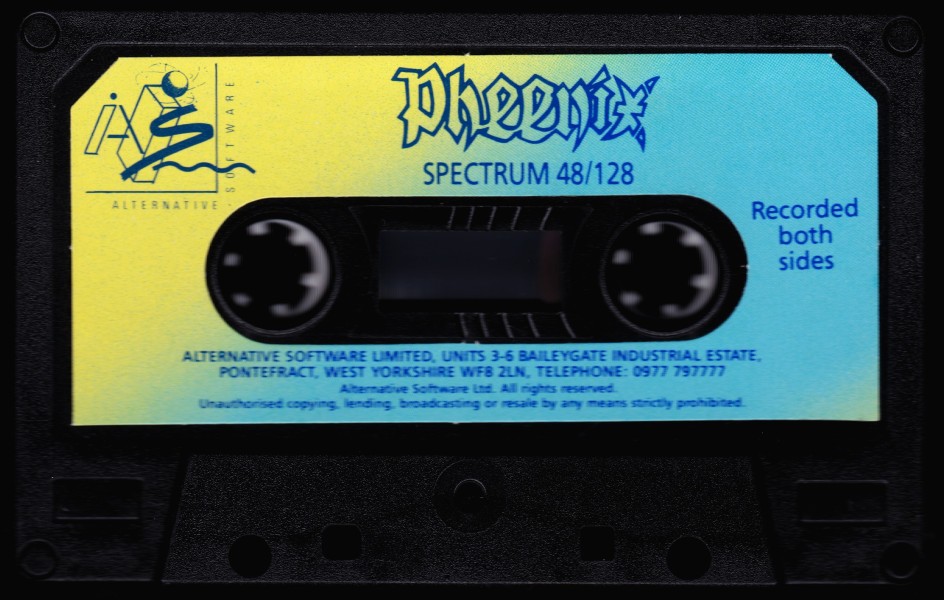 Pheenix
SPECTRUM 48/128
SOFTWARE
ALTERNATIVE
Recorded
both
sides
ALTERNATIVE SOFTWARE LIMITED, UNITS 3-6 BAILEYGATE INDUSTRIAL ESTATE,
PONTEFRACT, WEST YORKSHIRE WF8 2LN, TELEPHONE: 0977 797777
Alternative Software Ltd. All rights reserved.
Unauthorised copying, lending, broadcasting or resale by any means strictly prohibited.